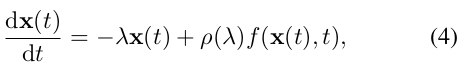 dx(t)/dt = −λx(t) + ρ(λ)f(x(t), t), (4)